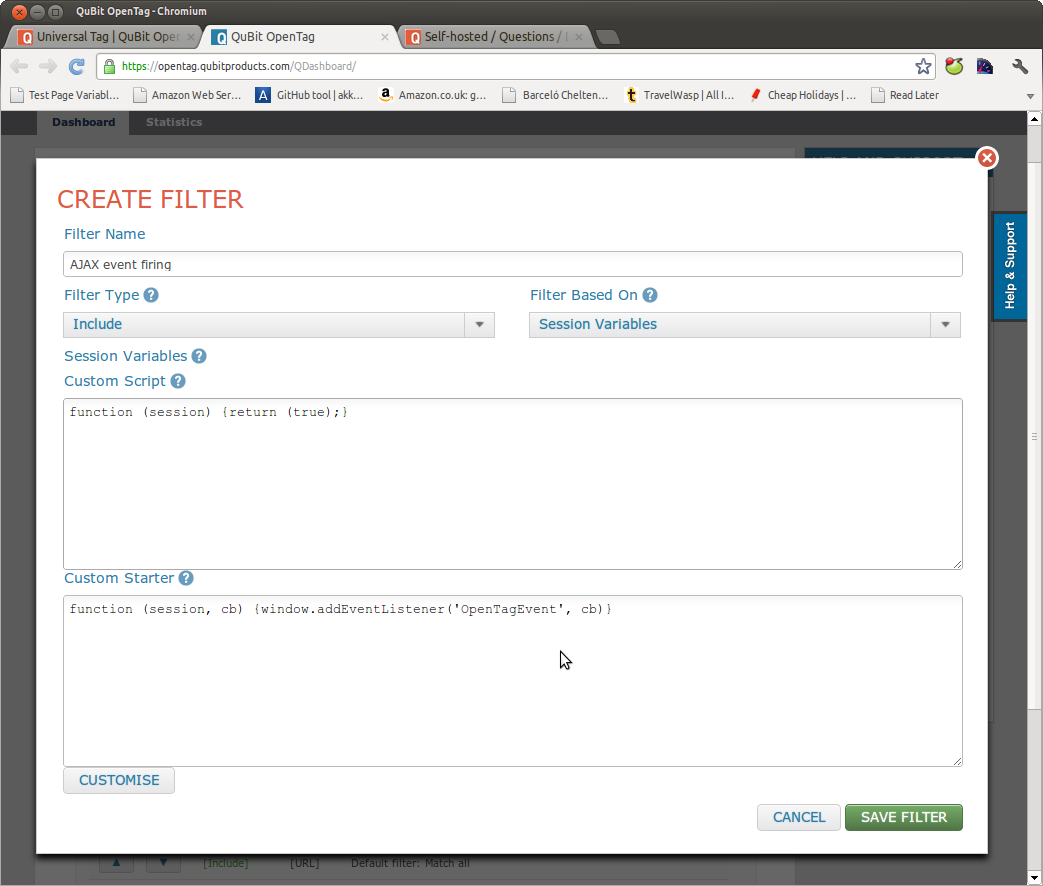 QuBit OpenTag - Chromium
Universal Tag | QuBit Oper
QuBit OpenTag
Self-hosted / Questions /
https://opentag.qubitproducts.com/QDashboard/
Test Page Variabl...
Amazon Web Ser...
GitHub tool | akk...
Amazon.co.uk: g...
Barceló Chelten...
TravelWasp | All I...
Cheap Holidays | ...
Read Later
Dashboard
Statistics
CREATE FILTER
Help & Support
Filter Name
AJAX event firing
Filter Type ?
Filter Based On ?
Include
Session Variables
Session Variables ?
Custom Script ?
function (session) {return (true);}
Custom Starter ?
function (session, cb) {window.addEventListener('OpenTagEvent', cb)}
CUSTOMISE
CANCEL
SAVE FILTER
[Include]
[URL]
Default filter: Match all